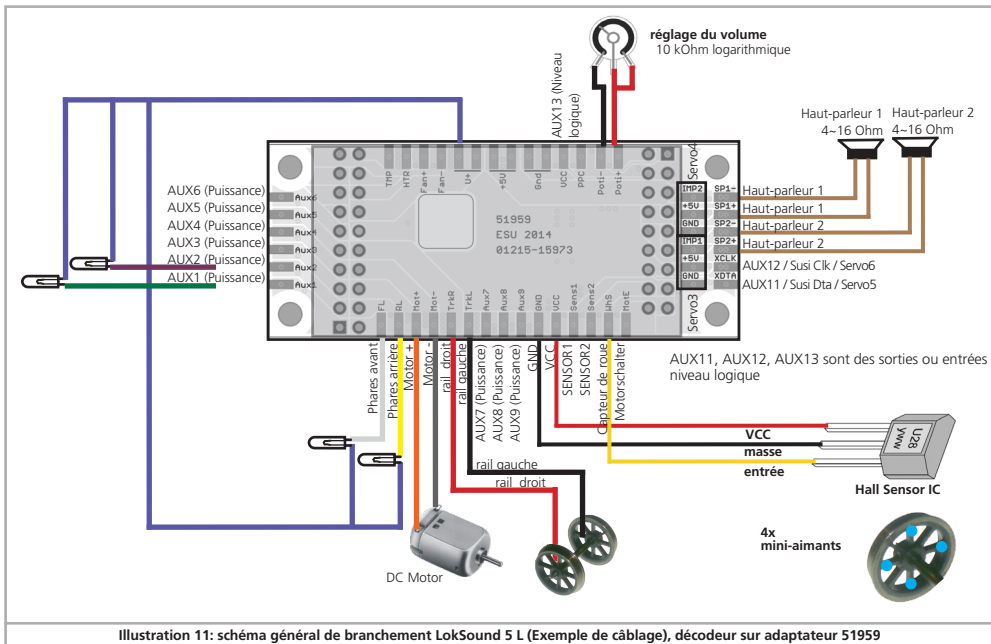 réglage du volume
10 kOhm logarithmique
AUX13 (Niveau
logique)
Haut-parleur 1
4~16 Ohm
Haut-parleur 2
4~16 Ohm
TMP
HTR
Fan+
Fan-
U+
+5V
Gnd
VCC
PPC
Poti-
Poti+
Servo4
AUX6 (Puissance)
AUX5 (Puissance)
AUX4 (Puissance)
AUX3 (Puissance)
AUX2 (Puissance)
AUX1 (Puissance)
Aux6
Aux5
Aux4
Aux3
Aux2
Aux1
51959
ESU 2014
01215-15973
IMP2
+5V
GND
IMP1
+5V
GND
SP1-
SP1+
SP2-
SP2+
XCLK
XDTA
Haut-parleur 1
Haut-parleur 1
Haut-parleur 2
Haut-parleur 2
AUX12 / Susi Clk / Servo6
AUX11 / Susi Dta / Servo5
Servo3
FL
RL
Mot+
Mot-
TrkR
TrkL
Aux7
Aux8
Aux9
GND
VCC
Sens1
Sens2
WhS
MotE
Phares avant
Phares arrière
Motor +
Motor -
rail droit
rail gauche
AUX7 (Puissance)
AUX8 (Puissance)
AUX9 (Puissance)
GND
VCC
SENSOR1
SENSOR2
Capteur de roue
Motorschalter
AUX11, AUX12, AUX13 sont des sorties ou entrées
niveau logique
VCC
masse
entrée
U28
yww
Hall Sensor IC
rail gauche
rail droit
DC Motor
4x
mini-aimants
Illustration 11: schéma général de branchement LokSound 5 L (Exemple de câblage), décodeur sur adaptateur 51959